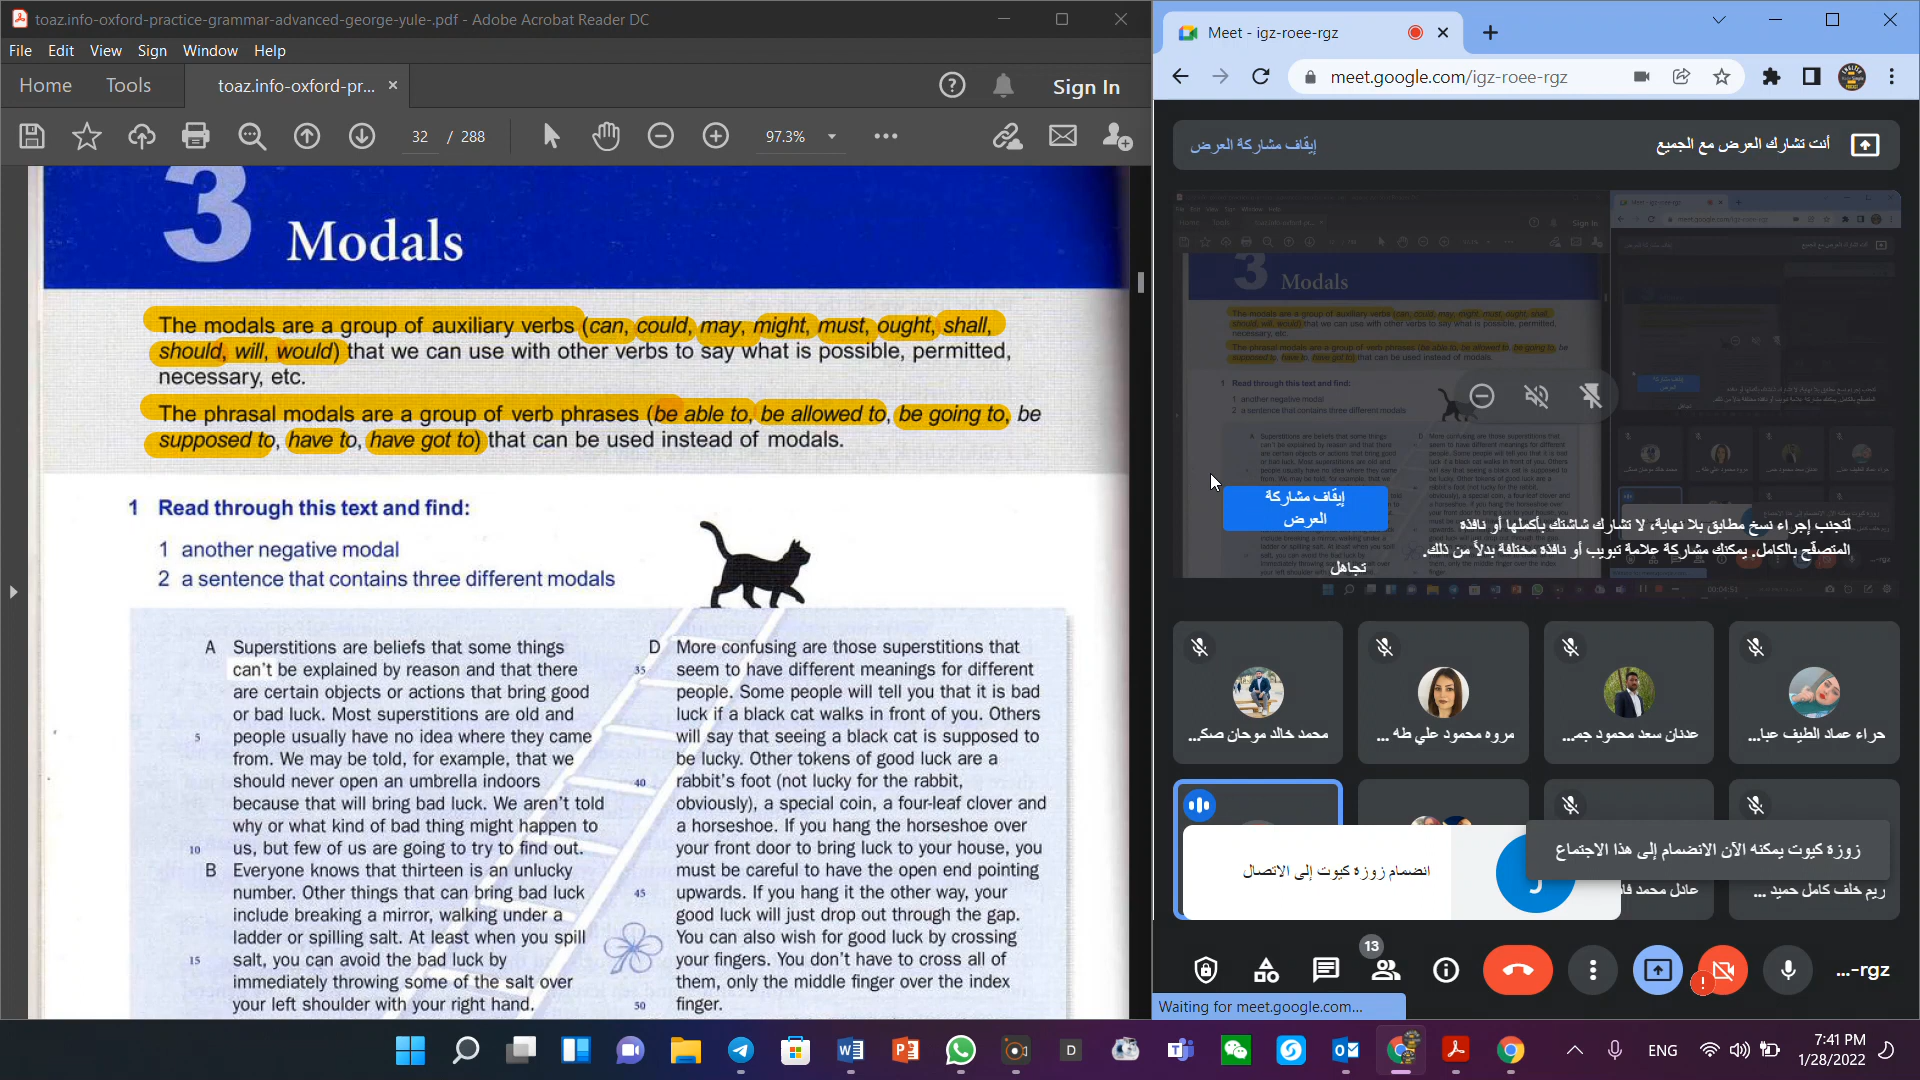 toaz.info-oxford-practice-grammar-advanced-george-yule-.pdf - Adobe Acrobat Reader DC
File Edit View Sign Window Help
Home Tools toaz.info-oxford-pr... Sign In
32 / 288 97.3%
3 Modals
The modals are a group of auxiliary verbs (can, could, may, might, must, ought, shall,
should, will, would) that we can use with other verbs to say what is possible, permitted,
necessary, etc.
The phrasal modals are a group of verb phrases (be able to, be allowed to, be going to, be
supposed to, have to, have got to) that can be used instead of modals.
1 Read through this text and find:
1 another negative modal
2 a sentence that contains three different modals
A Superstitions are beliefs that some things
can't be explained by reason and that there
are certain objects or actions that bring good
or bad luck. Most superstitions are old and
5 people usually have no idea where they came
from. We may be told, for example, that we
should never open an umbrella indoors
because that will bring bad luck. We aren't told
why or what kind of bad thing might happen to
10 us, but few of us are going to try to find out.
B Everyone knows that thirteen is an unlucky
number. Other things that can bring bad luck
include breaking a mirror, walking under a
ladder or spilling salt. At least when you spill
15 salt, you can avoid the bad luck by
immediately throwing some of the salt over
your left shoulder with your right hand.
D More confusing are those superstitions that
35 seem to have different meanings for different
people. Some people will tell you that it is bad
luck if a black cat walks in front of you. Others
will say that seeing a black cat is supposed to
be lucky. Other tokens of good luck are a
40 rabbit's foot (not lucky for the rabbit,
obviously), a special coin, a four-leaf clover and
a horseshoe. If you hang the horseshoe over
your front door to bring luck to your house, you
must be careful to have the open end pointing
45 upwards. If you hang it the other way, your
good luck will just drop out through the gap.
You can also wish for good luck by crossing
your fingers. You don't have to cross all of
them, only the middle finger over the index
50 finger.
Meet - igz-roee-rgz
meet.google.com/igz-roee-rgz
أنت تشارك العرض مع الجميع
إيقاف مشاركة العرض
إيقاف مشاركة
العرض
لتجنب إجراء نسخ مطابق بلا نهاية، لا تشارك شاشتك بأكملها أو نافذة
المتصفّح بالكامل. يمكنك مشاركة علامة تبويب أو نافذة مختلفة بدلاً من ذلك.
تجاهل
محمد خالد موحان صكـ...
مروه محمود علي طه ...
عدنان سعد محمود جمـ...
حراء عماد الطيف عبا...
زوزة كيوت يمكنه الآن الانضمام إلى هذا الاجتماع
انضمام زوزة كيوت إلى الاتصال
عادل محمد
ريم خلف كامل حميد ...
13
...-rgz
Waiting for meet.google.com...
ENG
7:41 PM
1/28/2022